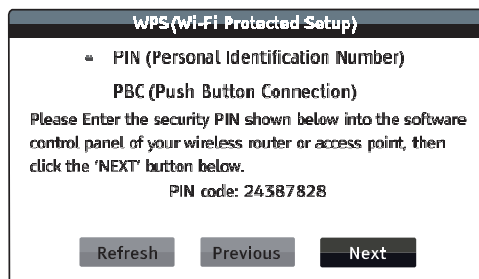 WPS(Wi-Fi Protected Setup)
PIN (Personal Identification Number)
PBC (Push Button Connection)
Please Enter the security PIN shown below into the software
control panel of your wireless router or access point, then
click the 'NEXT' button below.
PIN code: 24387828
Refresh Previous Next